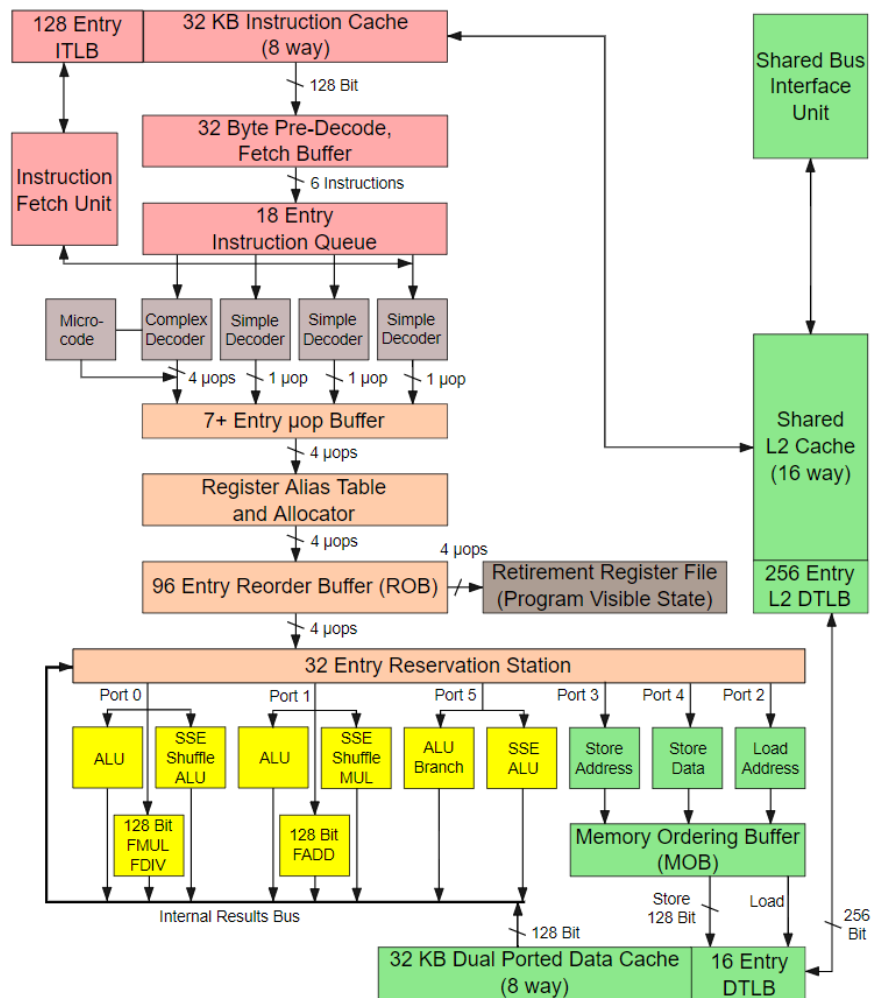 128 Entry
ITLB
32 KB Instruction Cache
(8 way)
Shared Bus
Interface
Unit
128 Bit
32 Byte Pre-Decode,
Fetch Buffer
Instruction
Fetch Unit
6 Instructions
18 Entry
Instruction Queue
Micro-
code
Complex
Decoder
Simple
Decoder
Simple
Decoder
Simple
Decoder
4 µops
1 µop
1 µop
1 µop
Shared
L2 Cache
(16 way)
7+ Entry µop Buffer
4 µops
Register Alias Table
and Allocator
4 µops
4 µops
96 Entry Reorder Buffer (ROB)
Retirement Register File
(Program Visible State)
256 Entry
L2 DTLB
4 µops
32 Entry Reservation Station
Port 0
Port 1
Port 5
Port 3
Port 4
Port 2
ALU
SSE
Shuffle
ALU
ALU
SSE
Shuffle
MUL
ALU
Branch
SSE
ALU
Store
Address
Store
Data
Load
Address
128 Bit
FMUL
FDIV
128 Bit
FADD
Memory Ordering Buffer
(MOB)
Internal Results Bus
Store
128 Bit
Load
256
Bit
128 Bit
32 KB Dual Ported Data Cache
(8 way)
16 Entry
DTLB